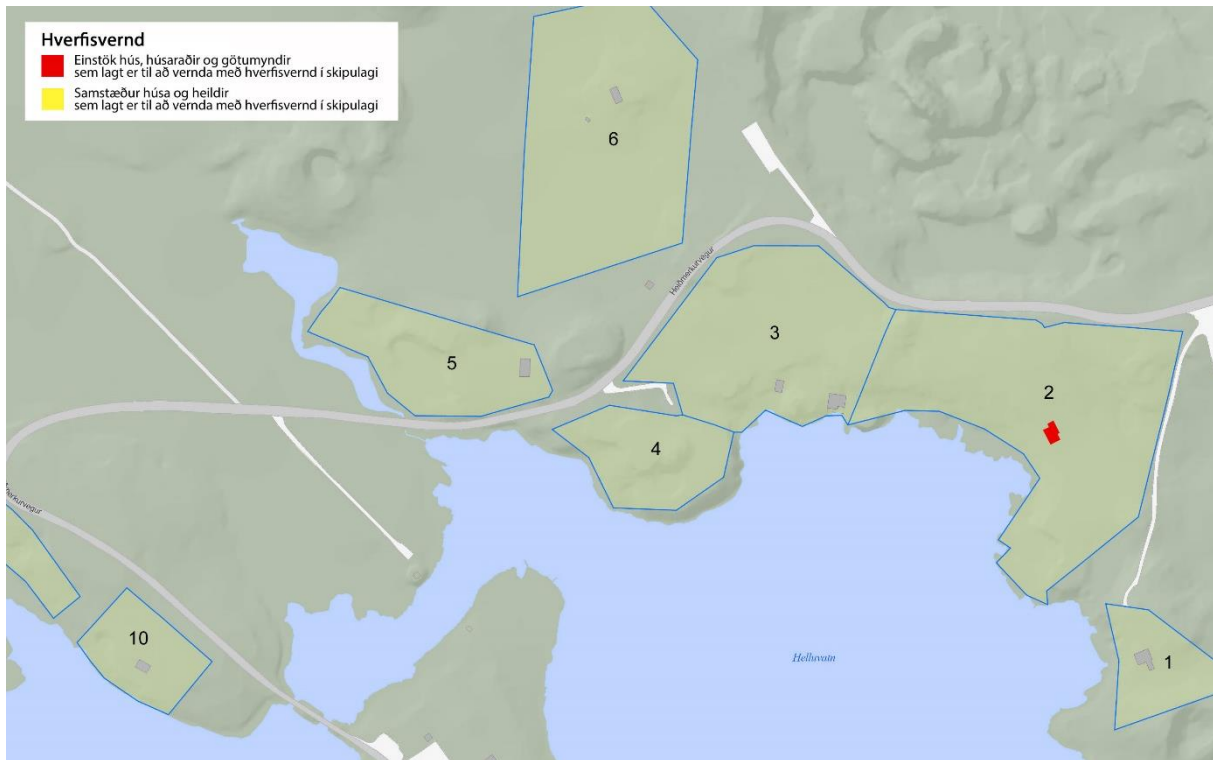 Hverfisvernd
Einstök hús, húsaraðir og götumyndir
sem lagt er til að vernda með hverfisvernd í skipulagi
Samstæður húsa og heildir
sem lagt er til að vernda með hverfisvernd í skipulagi
6
Heiðmerkurvegur
3
5
2
4
10
Helluvatn
1